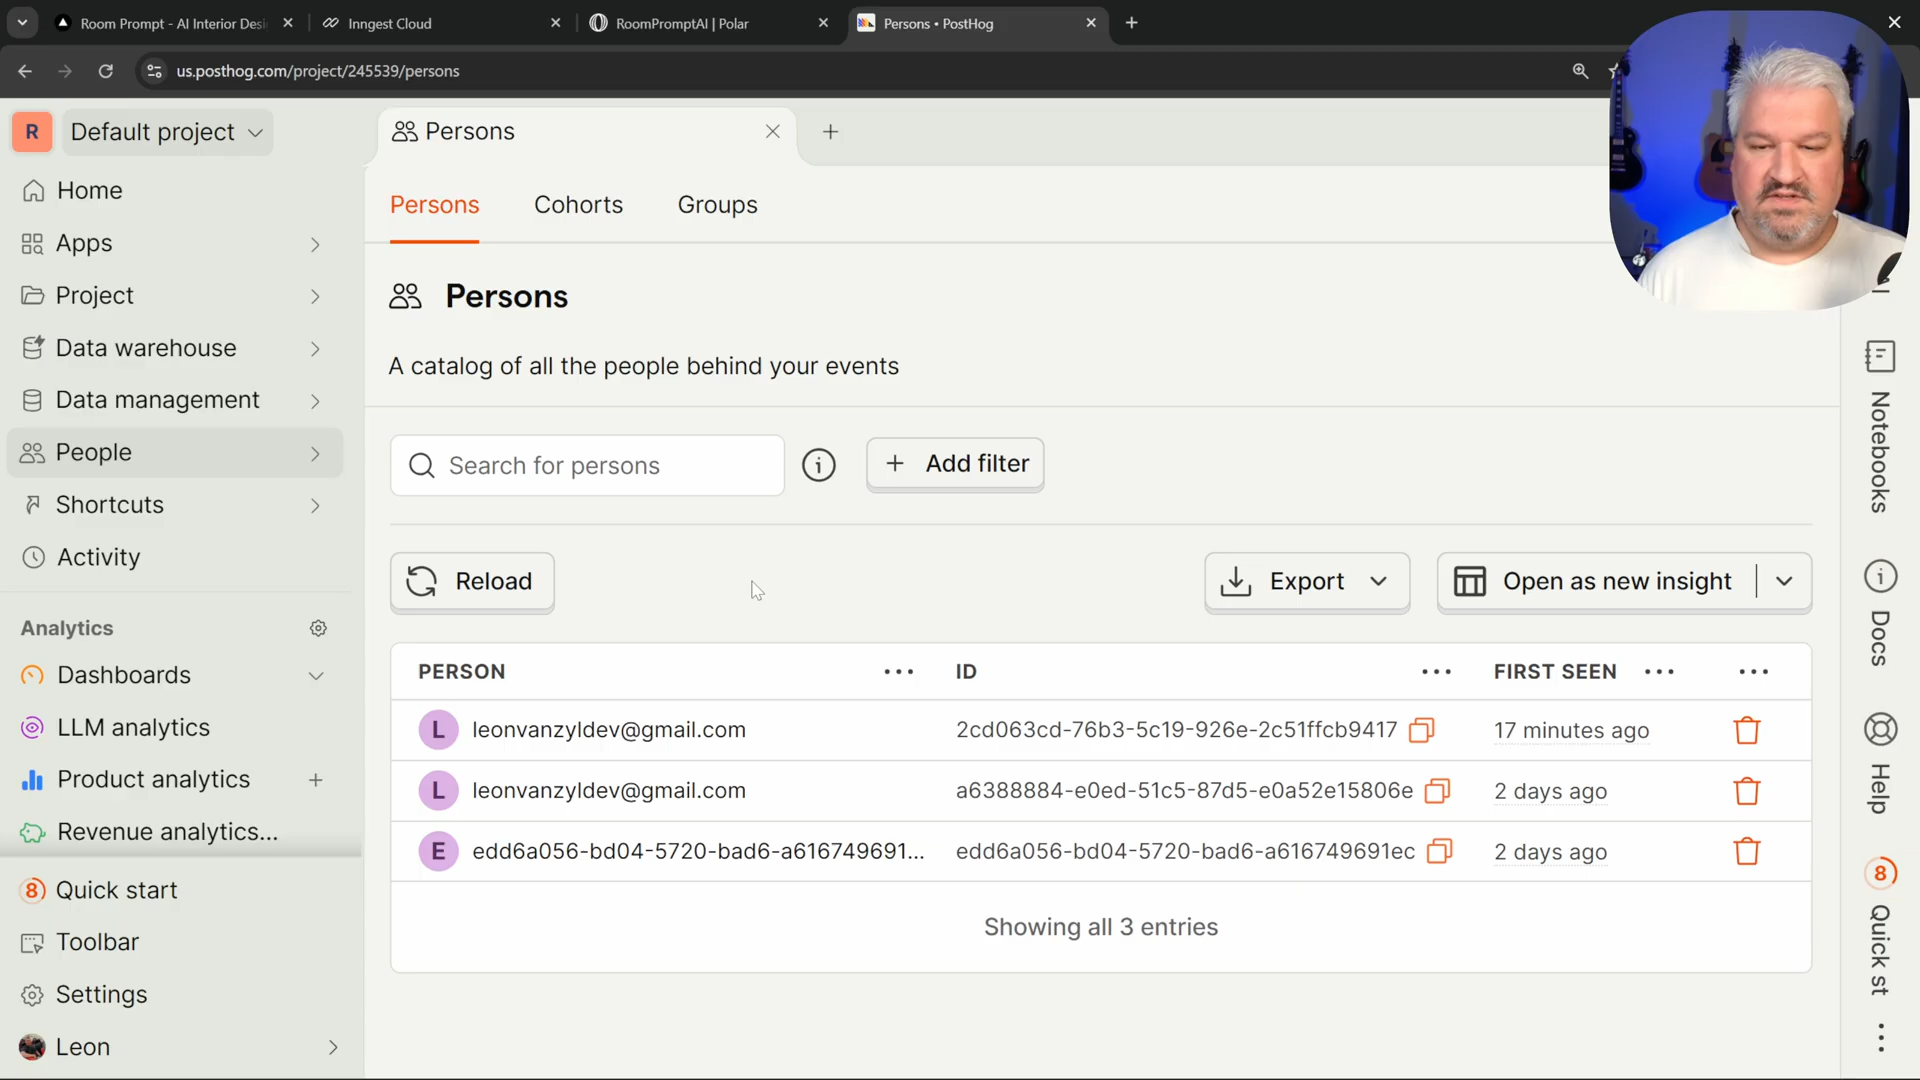 Room Prompt - AI Interior Desi
Inngest Cloud
RoomPromptAI | Polar
Persons • PostHog
us.posthog.com/project/245539/persons
R
Default project
Persons
Home
Apps
Project
Data warehouse
Data management
People
Shortcuts
Activity
Analytics
Dashboards
LLM analytics
Product analytics
Revenue analytics...
8 Quick start
Toolbar
Settings
Leon
Persons Cohorts Groups
Persons
A catalog of all the people behind your events
Search for persons
Add filter
Reload
Export
Open as new insight
PERSON ID FIRST SEEN
L leonvanzyldev@gmail.com 2cd063cd-76b3-5c19-926e-2c51ffcb9417 17 minutes ago
L leonvanzyldev@gmail.com a6388884-e0ed-51c5-87d5-e0a52e15806e 2 days ago
E edd6a056-bd04-5720-bad6-a616749691... edd6a056-bd04-5720-bad6-a616749691ec 2 days ago
Showing all 3 entries
Notebooks
Docs
Help
8
Quick st